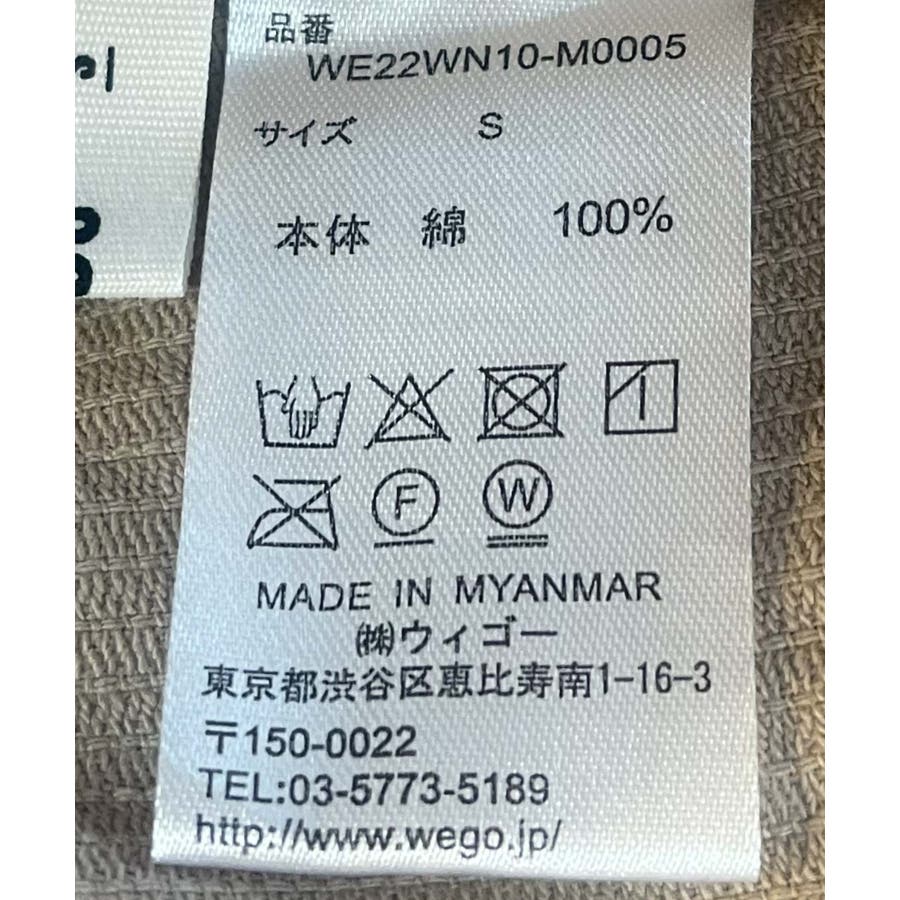 品番
WE22WN10-M0005
サイズ S
本体 綿 100%
F
W
MADE IN MYANMAR
㈱ウィゴー
東京都渋谷区恵比寿南1-16-3
〒150-0022
TEL:03-5773-5189
http://www.wego.jp/